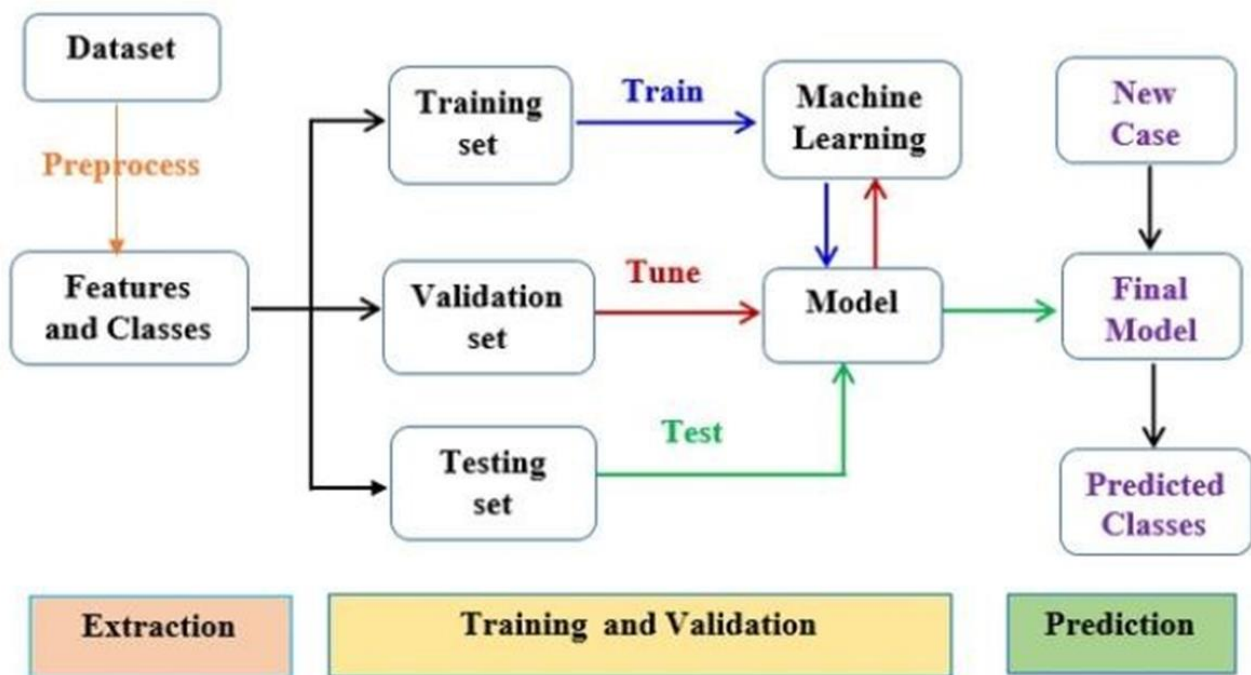 Dataset
Preprocess
Features
and Classes
Training
set
Validation
set
Testing
set
Train
Tune
Test
Machine
Learning
Model
New
Case
Final
Model
Predicted
Classes
Extraction
Training and Validation
Prediction